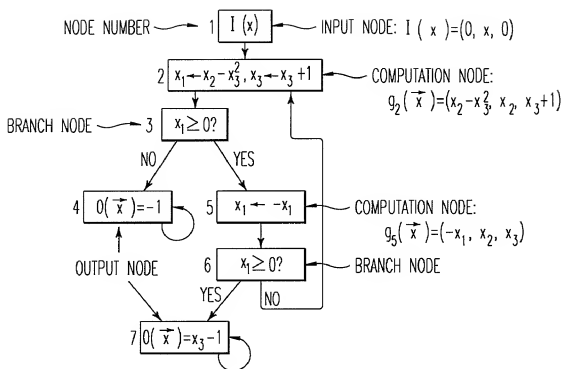 NODE NUMBER 1 I (x) INPUT NODE: I ( x )=(0, x, 0)
2 x₁←x₂-x₃², x₃←x₃+1 COMPUTATION NODE:
g₂(x⃗)=(x₂-x₃², x₂, x₃+1)
BRANCH NODE 3 x₁≥0?
NO YES
4 O(x⃗)=-1 5 x₁← -x₁ COMPUTATION NODE:
g₅(x⃗)=(-x₁, x₂, x₃)
OUTPUT NODE 6 x₁≥0? BRANCH NODE
YES NO
7 O(x⃗)=x₃-1